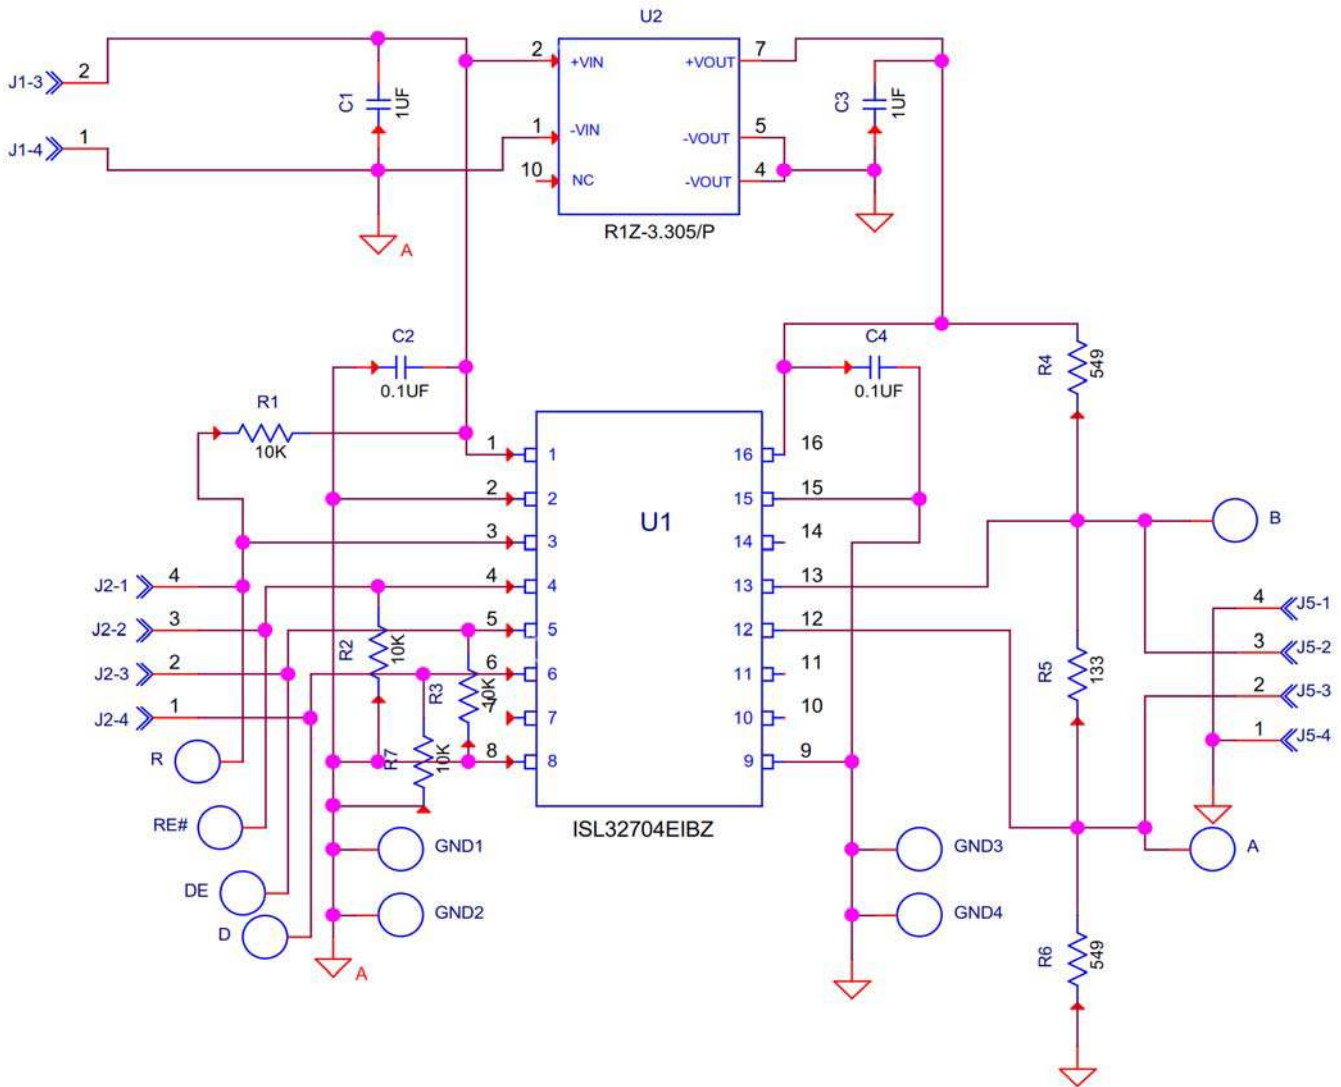 U2
J1-3 2
2 +VIN +VOUT 7
C1 1UF
C3 1UF
J1-4 1
1 -VIN -VOUT 5
10 NC -VOUT 4
R1Z-3.305/P
A
C2
0.1UF
C4
0.1UF
R4 549
R1
10K
1 1 16 16
2 2 15 15
U1
3 3 14 14
B
J2-1 4
4 4 13 13
4 J5-1
J2-2 3
5 5 12 12
R2 10K
3 J5-2
J2-3 2
6 6 11 11
R3 10K
R5 133
2 J5-3
J2-4 1
7 7 10 10
1 J5-4
R
8 8 9 9
R7 10K
RE#
ISL32704EIBZ
GND1
GND3
A
DE
GND2
GND4
D
A
R6 549